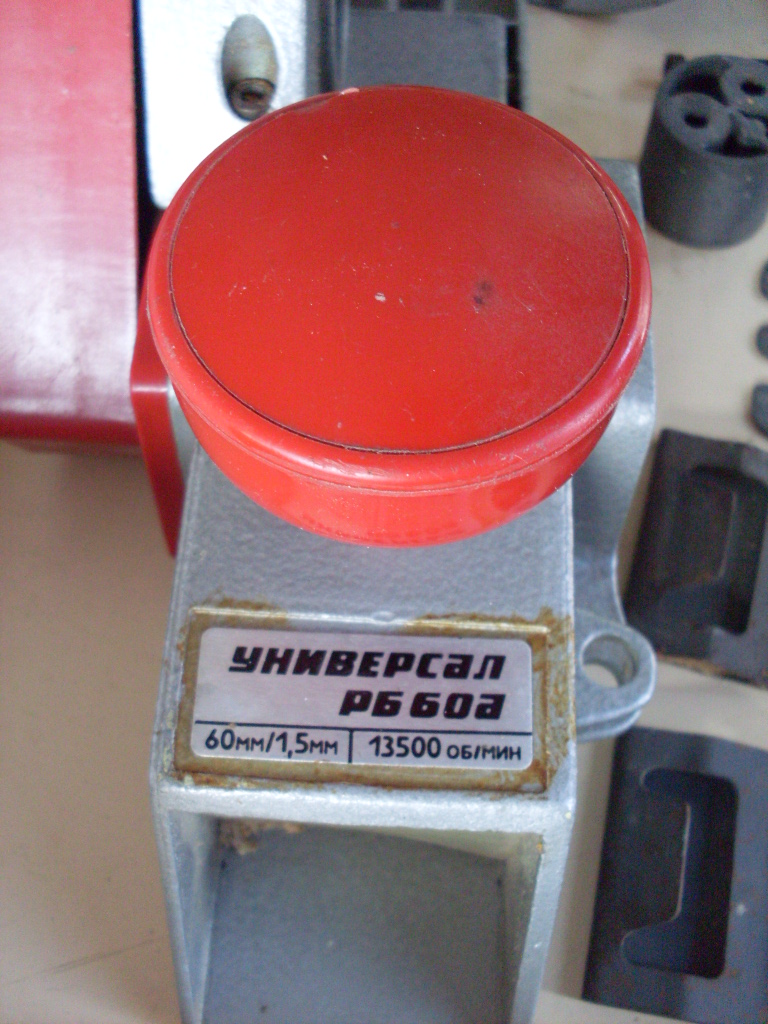 УНИВЕРСАЛ
РБ 60а
60мм/1,5мм 13500 об/мин